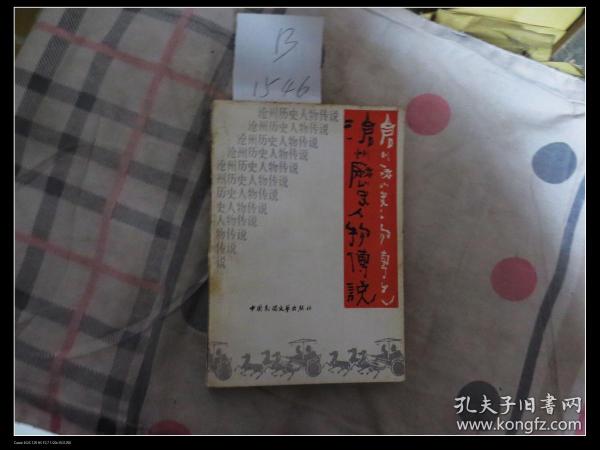 B
1546
沧州历史人物传说
沧州历史人物传说
沧州历史人物传说
沧州历史人物传说
沧州历史人物传说
州历史人物传说
历史人物传说
史人物传说
人物传说
物传说
传说
说
沧州歷史人物傳説
中国民间文艺出版社
孔夫子旧书网
www.kongfz.com